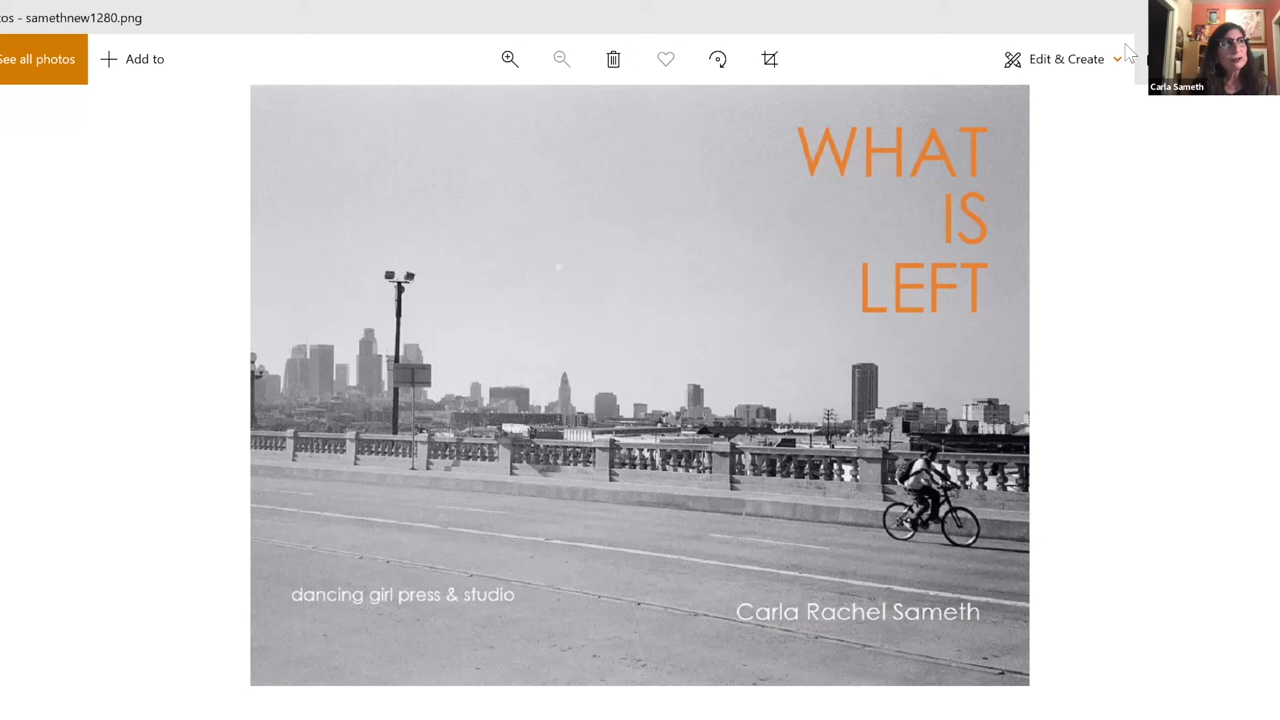 tos - samethnew1280.png
See all photos
Add to
Edit & Create
Carla Sameth
WHAT
IS
LEFT
dancing girl press & studio
Carla Rachel Sameth